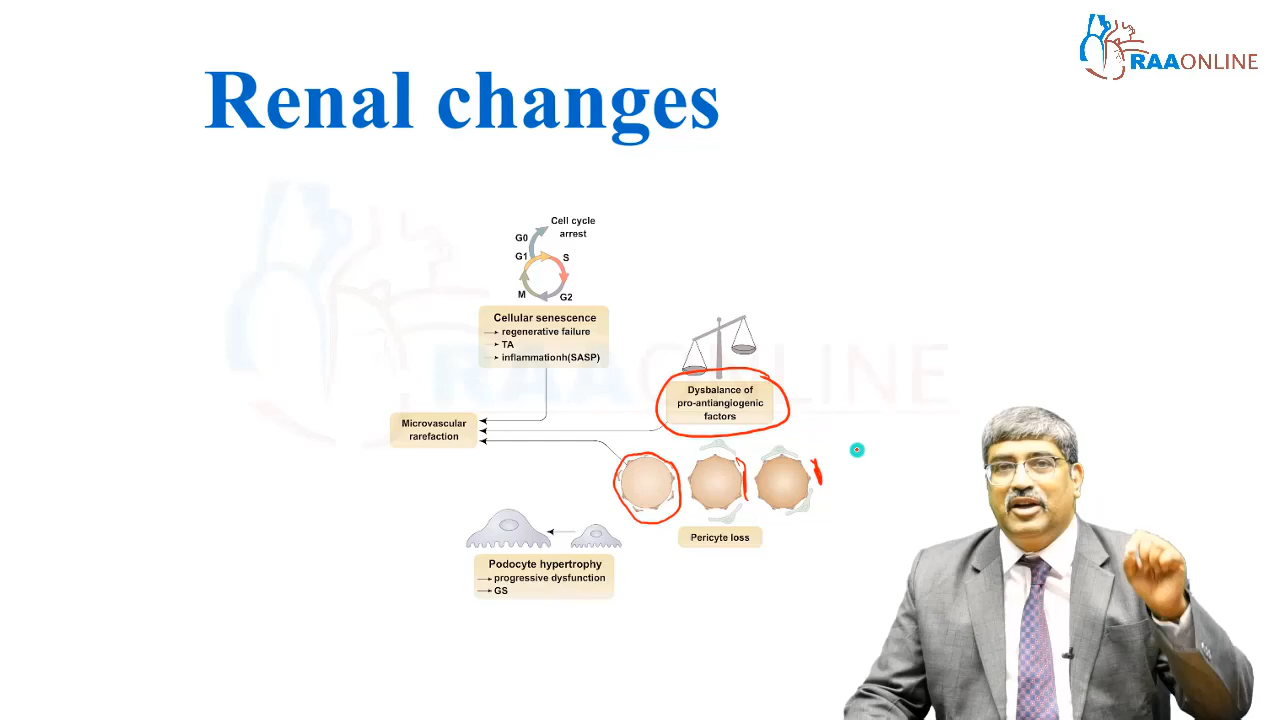 RAAONLINE
Renal changes
Cell cycle
arrest
G0
G1
S
M
G2
Cellular senescence
regenerative failure
TA
inflammationh(SASP)
Dysbalance of
pro-antiangiogenic
factors
Microvascular
rarefaction
Pericyte loss
Podocyte hypertrophy
progressive dysfunction
GS
RAAONLINE